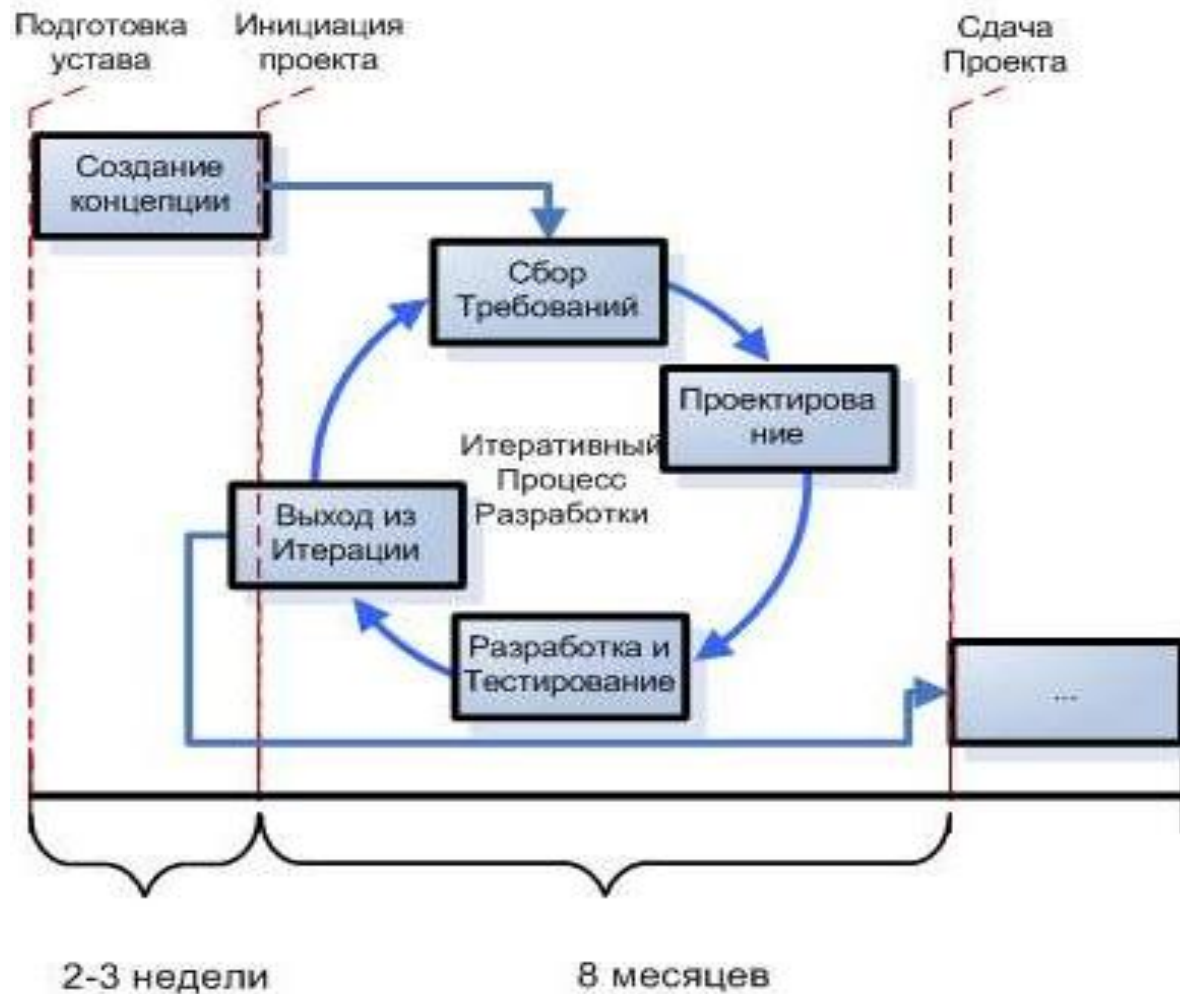 Подготовка
устава
Инициация
проекта
Сдача
Проекта
Создание
концепции
Сбор
Требований
Проектирова
ние
Итеративный
Процесс
Разработки
Выход из
Итерации
Разработка и
Тестирование
...
2-3 недели
8 месяцев